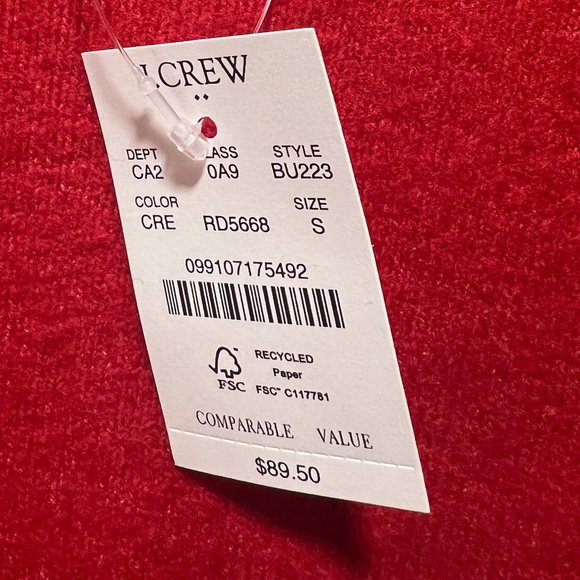 J.CREW
DEPT CLASS STYLE
CA2 0A9 BU223
COLOR SIZE
CRE RD5668 S
099107175492
RECYCLED
Paper
FSC FSC™ C117781
COMPARABLE VALUE
$89.50